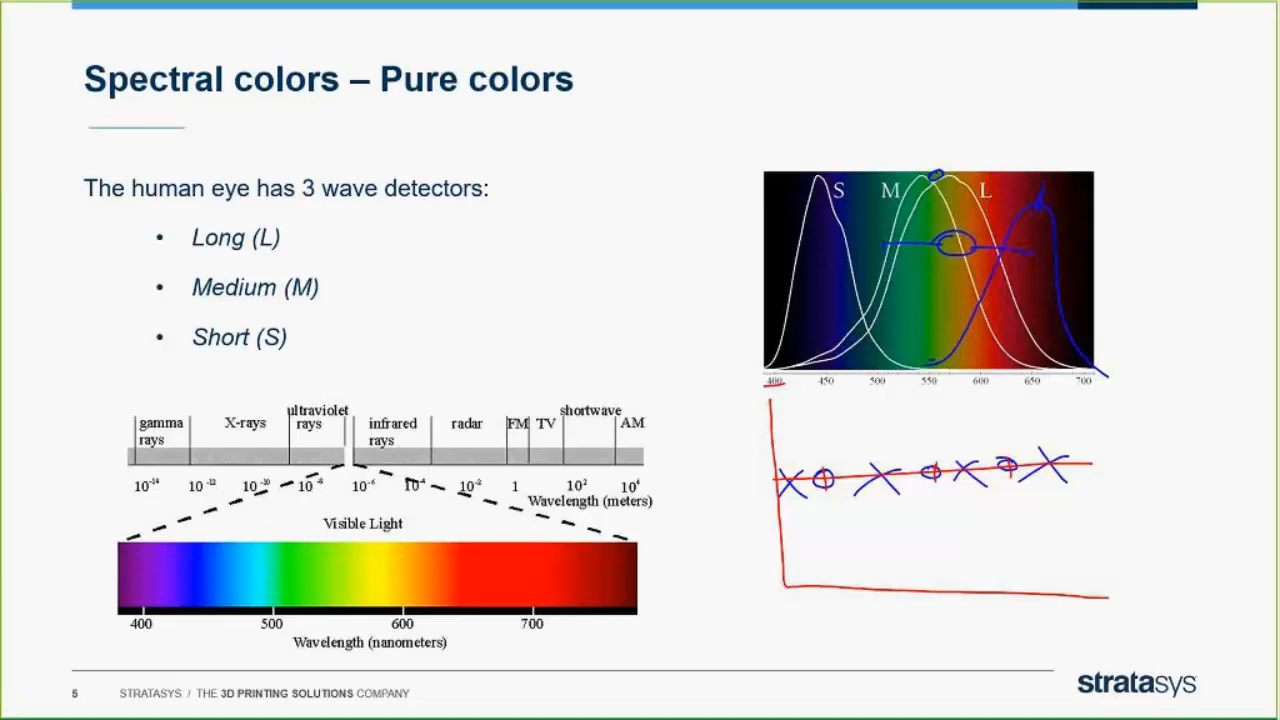 Spectral colors – Pure colors
The human eye has 3 wave detectors:
• Long (L)
• Medium (M)
• Short (S)
S M L
400 450 500 550 600 650 700
gamma rays
X-rays
ultraviolet rays
infrared rays
radar
FM
TV
shortwave
AM
10⁻¹⁴ 10⁻¹² 10⁻¹⁰ 10⁻⁸ 10⁻⁶ 10⁻⁴ 10⁻² 1 10² 10⁴
Wavelength (meters)
Visible Light
400 500 600 700
Wavelength (nanometers)
5 STRATASYS / THE 3D PRINTING SOLUTIONS COMPANY
stratasys